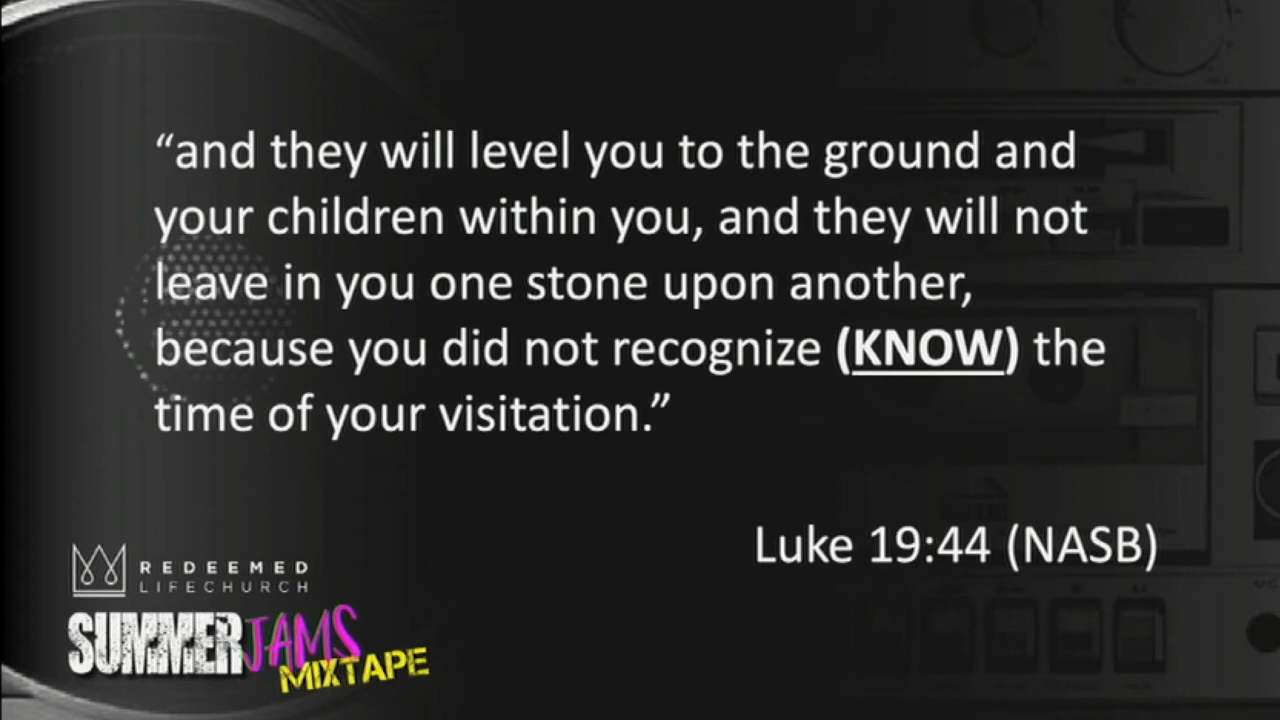 “and they will level you to the ground and
your children within you, and they will not
leave in you one stone upon another,
because you did not recognize (KNOW) the
time of your visitation.”
Luke 19:44 (NASB)
REDEEMED
LIFECHURCH
SUMMER JAMS
MIXTAPE